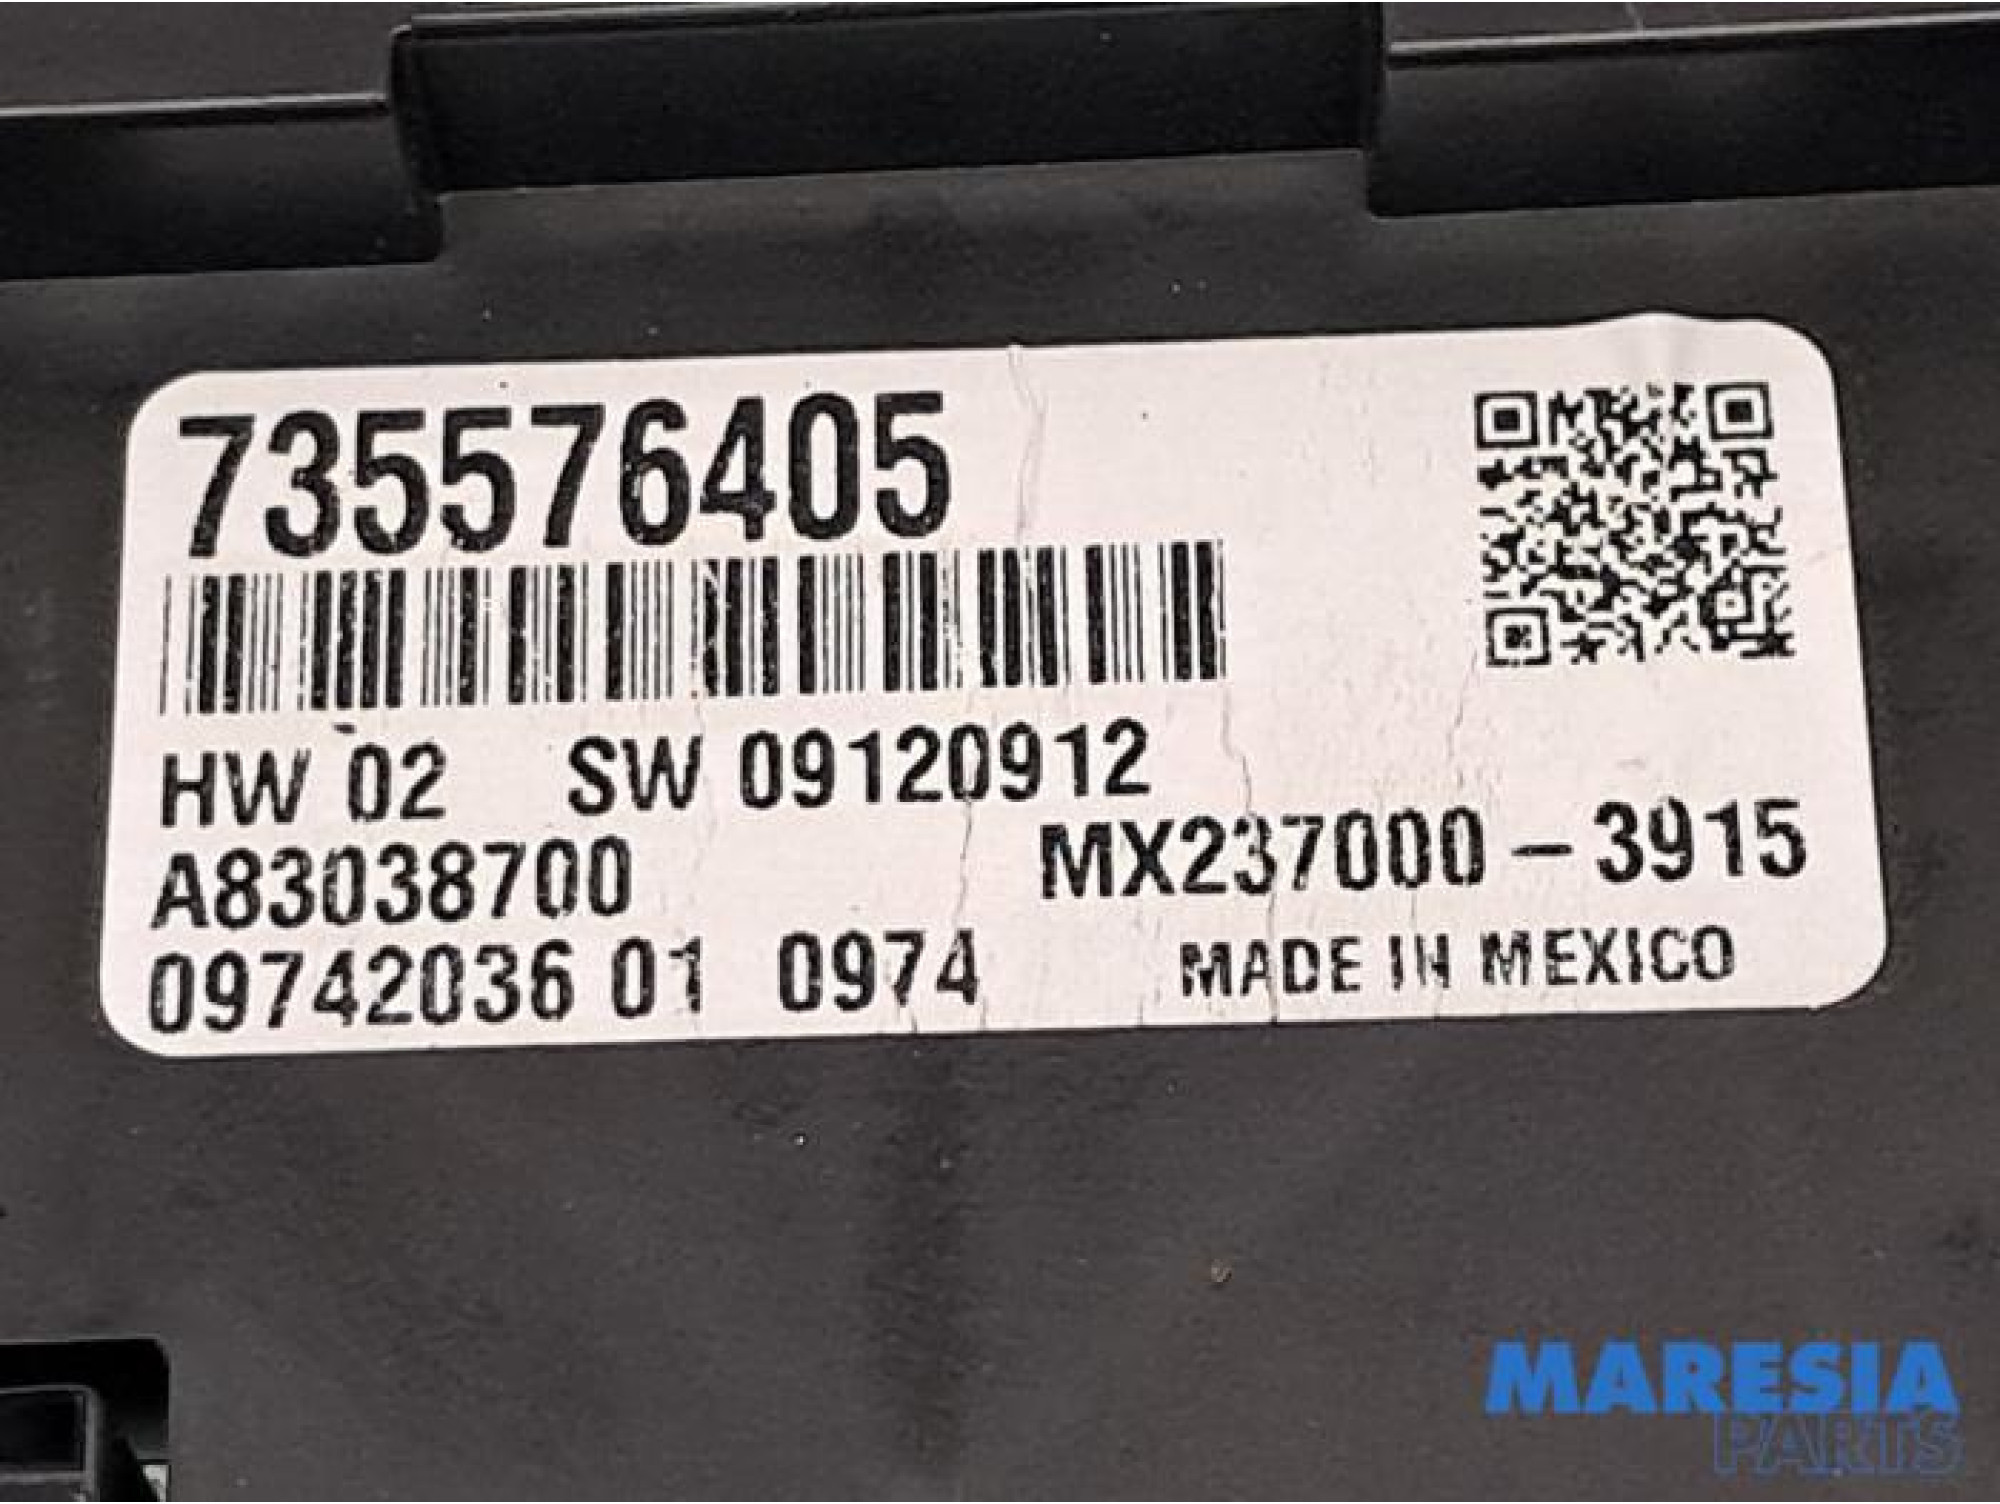 735576405
HW 02 SW 09120912
A83038700 MX237000-3915
09742036 01 0974 MADE IN MEXICO
MARESIA
PARTS